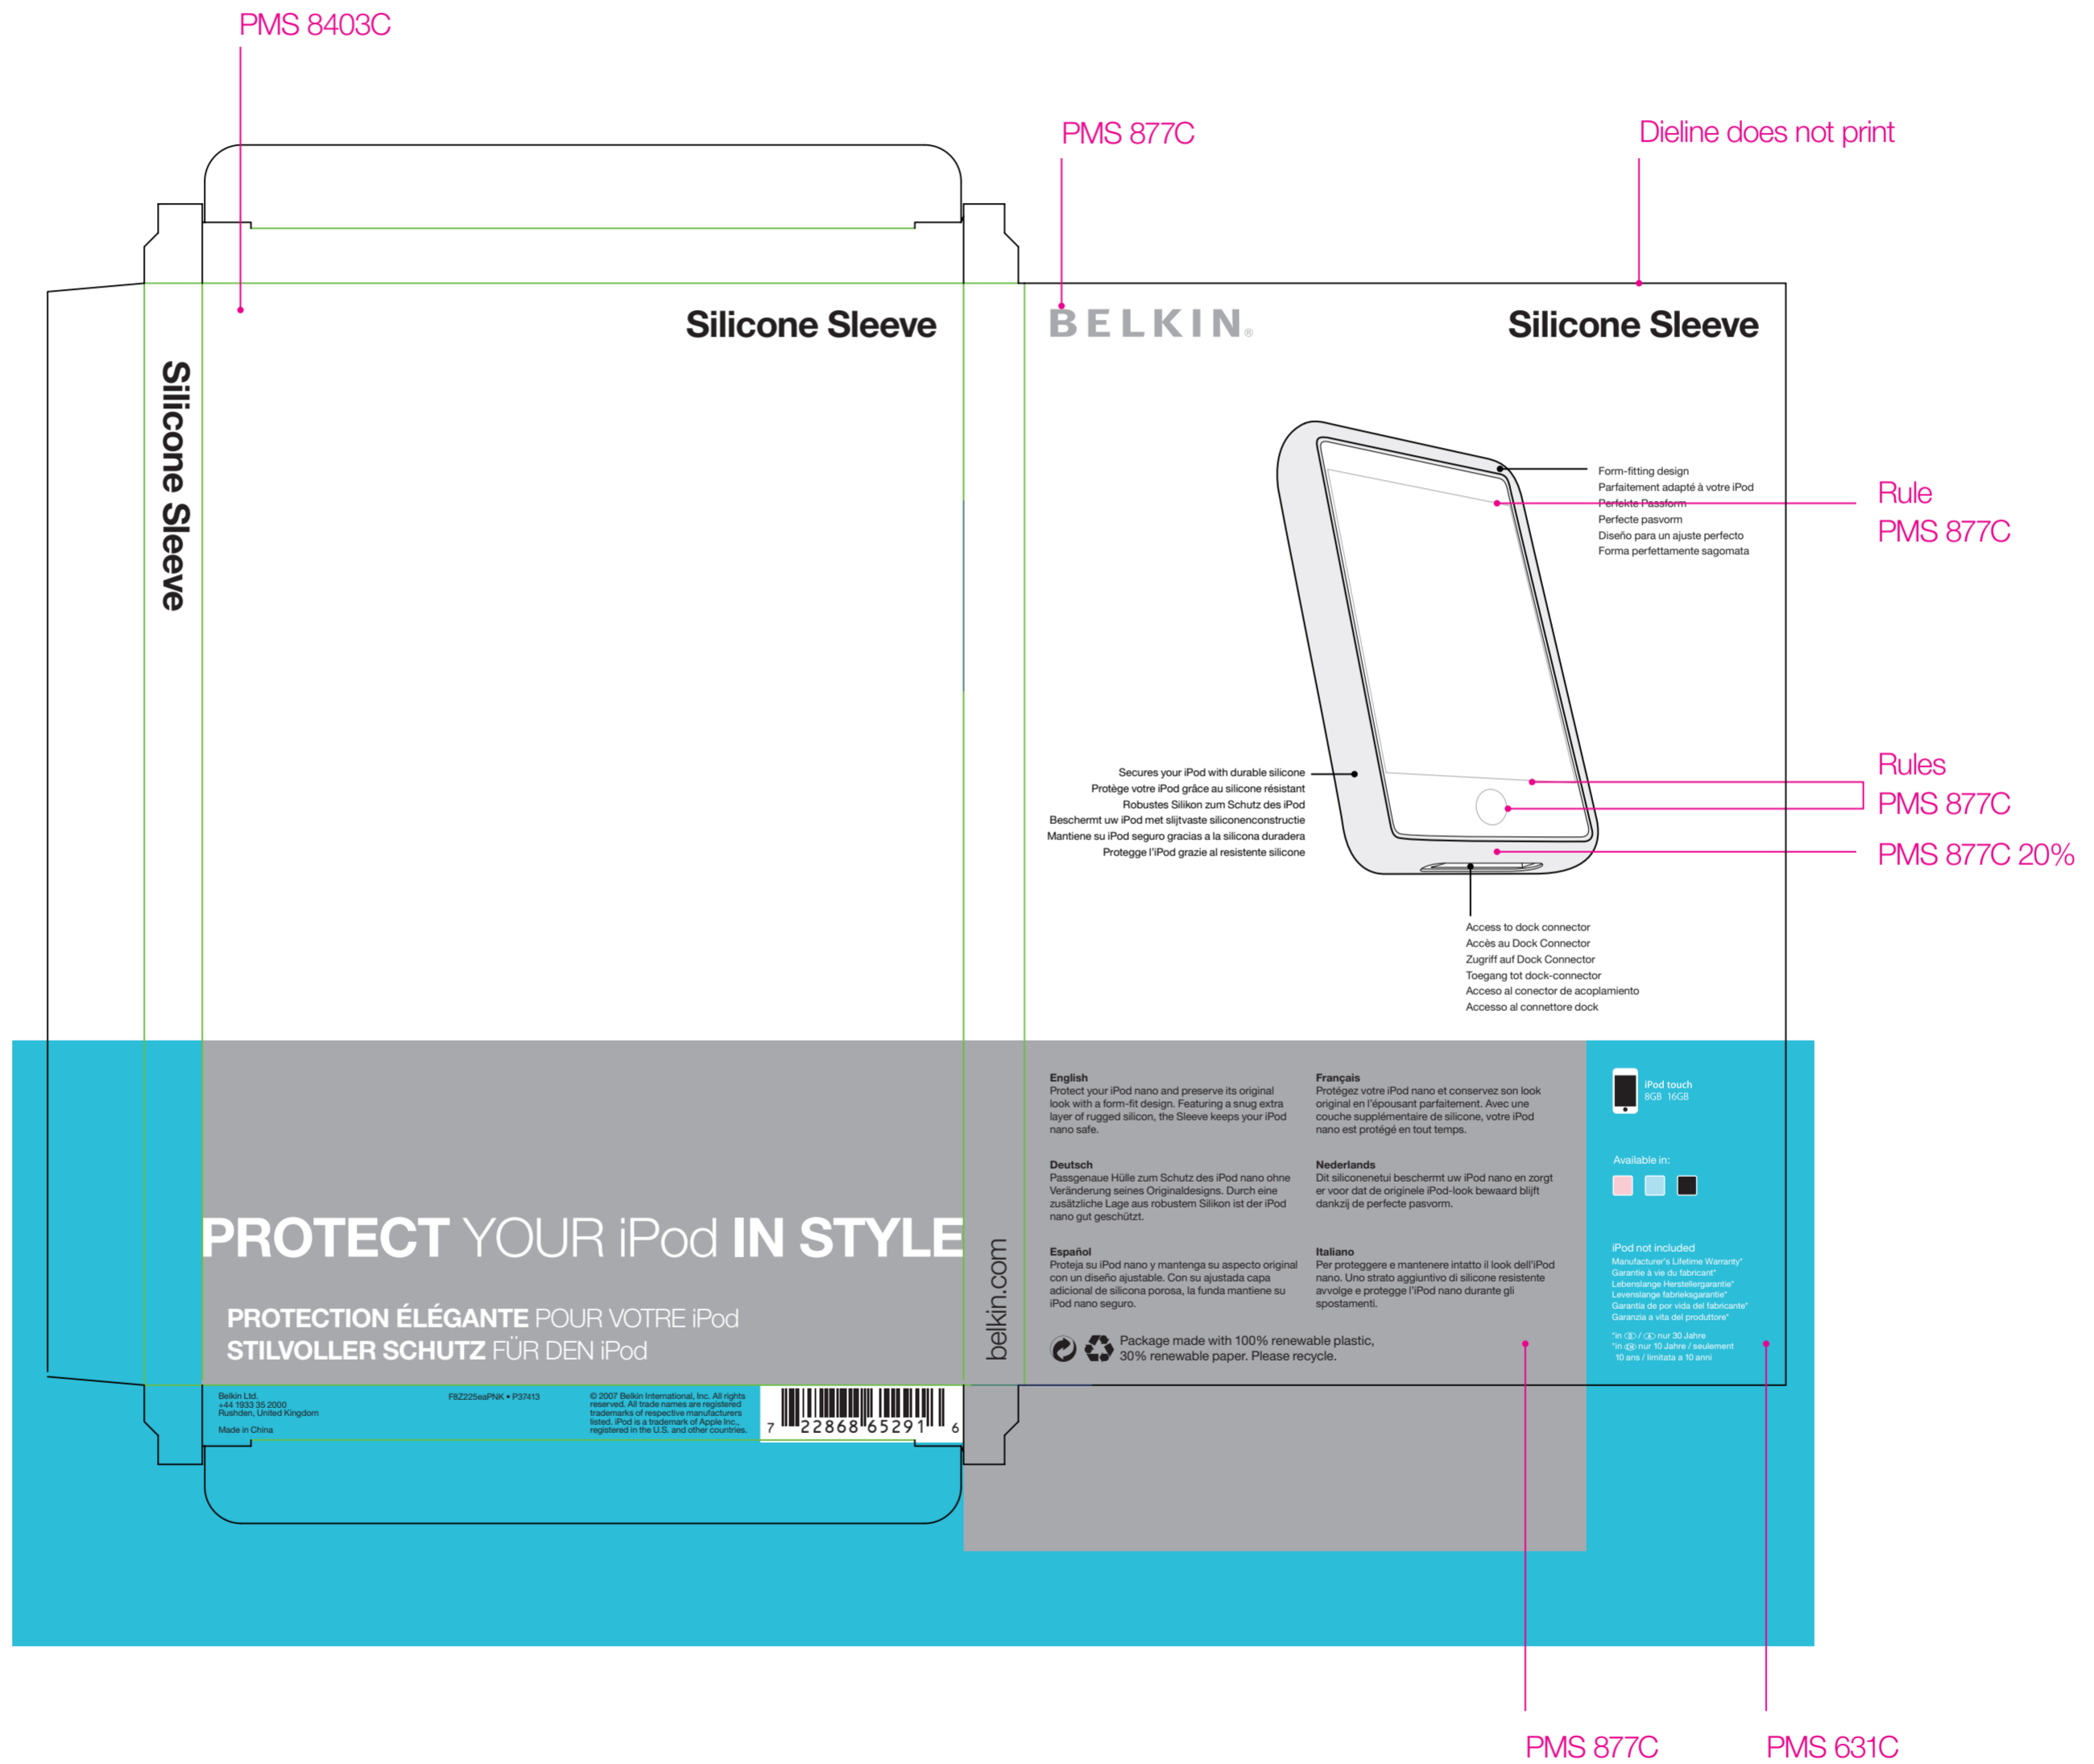 PMS 8403C
PMS 877C
Dieline does not print
Silicone Sleeve
Silicone Sleeve
BELKIN®
Silicone Sleeve
Form-fitting design
Parfaitement adapté à votre iPod
Perfekte Passform
Perfecte pasvorm
Diseño para un ajuste perfecto
Forma perfettamente sagomata
Rule
PMS 877C
Secures your iPod with durable silicone
Protège votre iPod grâce au silicone résistant
Robustes Silikon zum Schutz des iPod
Beschermt uw iPod met slijtvaste siliconenconstructie
Mantiene su iPod seguro gracias a la silicona duradera
Protegge l'iPod grazie al resistente silicone
Rules
PMS 877C
PMS 877C 20%
Access to dock connector
Accès au Dock Connector
Zugriff auf Dock Connector
Toegang tot dock-connector
Acceso al conector de acoplamiento
Accesso al connettore dock
PROTECT YOUR iPod IN STYLE
PROTECTION ÉLÉGANTE POUR VOTRE iPod
STILVOLLER SCHUTZ FÜR DEN iPod
belkin.com
English
Protect your iPod nano and preserve its original
look with a form-fit design. Featuring a snug extra
layer of rugged silicon, the Sleeve keeps your iPod
nano safe.
Français
Protégez votre iPod nano et conservez son look
original en l'épousant parfaitement. Avec une
couche supplémentaire de silicone, votre iPod
nano est protégé en tout temps.
Deutsch
Passgenaue Hülle zum Schutz des iPod nano ohne
Veränderung seines Originaldesigns. Durch eine
zusätzliche Lage aus robustem Silikon ist der iPod
nano gut geschützt.
Nederlands
Dit siliconenetui beschermt uw iPod nano en zorgt
er voor dat de originele iPod-look bewaard blijft
dankzij de perfecte pasvorm.
Español
Proteja su iPod nano y mantenga su aspecto original
con un diseño ajustable. Con su ajustada capa
adicional de silicona porosa, la funda mantiene su
iPod nano seguro.
Italiano
Per proteggere e mantenere intatto il look dell'iPod
nano. Uno strato aggiuntivo di silicone resistente
avvolge e protegge l'iPod nano durante gli
spostamenti.
Package made with 100% renewable plastic,
30% renewable paper. Please recycle.
iPod touch
8GB 16GB
Available in:
iPod not included
Manufacturer's Lifetime Warranty*
Garantie à vie du fabricant*
Lebenslange Herstellergarantie*
Levenslange fabrieksgarantie*
Garantía de por vida del fabricante*
Garanzia a vita del produttore*
*in D / A nur 30 Jahre
*in CH nur 10 Jahre / seulement
10 ans / limitata a 10 anni
Belkin Ltd.
+44 1933 35 2000
Rushden, United Kingdom
Made in China
F8Z225eaPNK • P37413
© 2007 Belkin International, Inc. All rights
reserved. All trade names are registered
trademarks of respective manufacturers
listed. iPod is a trademark of Apple Inc.,
registered in the U.S. and other countries.
7 22868 65291 6
PMS 877C
PMS 631C